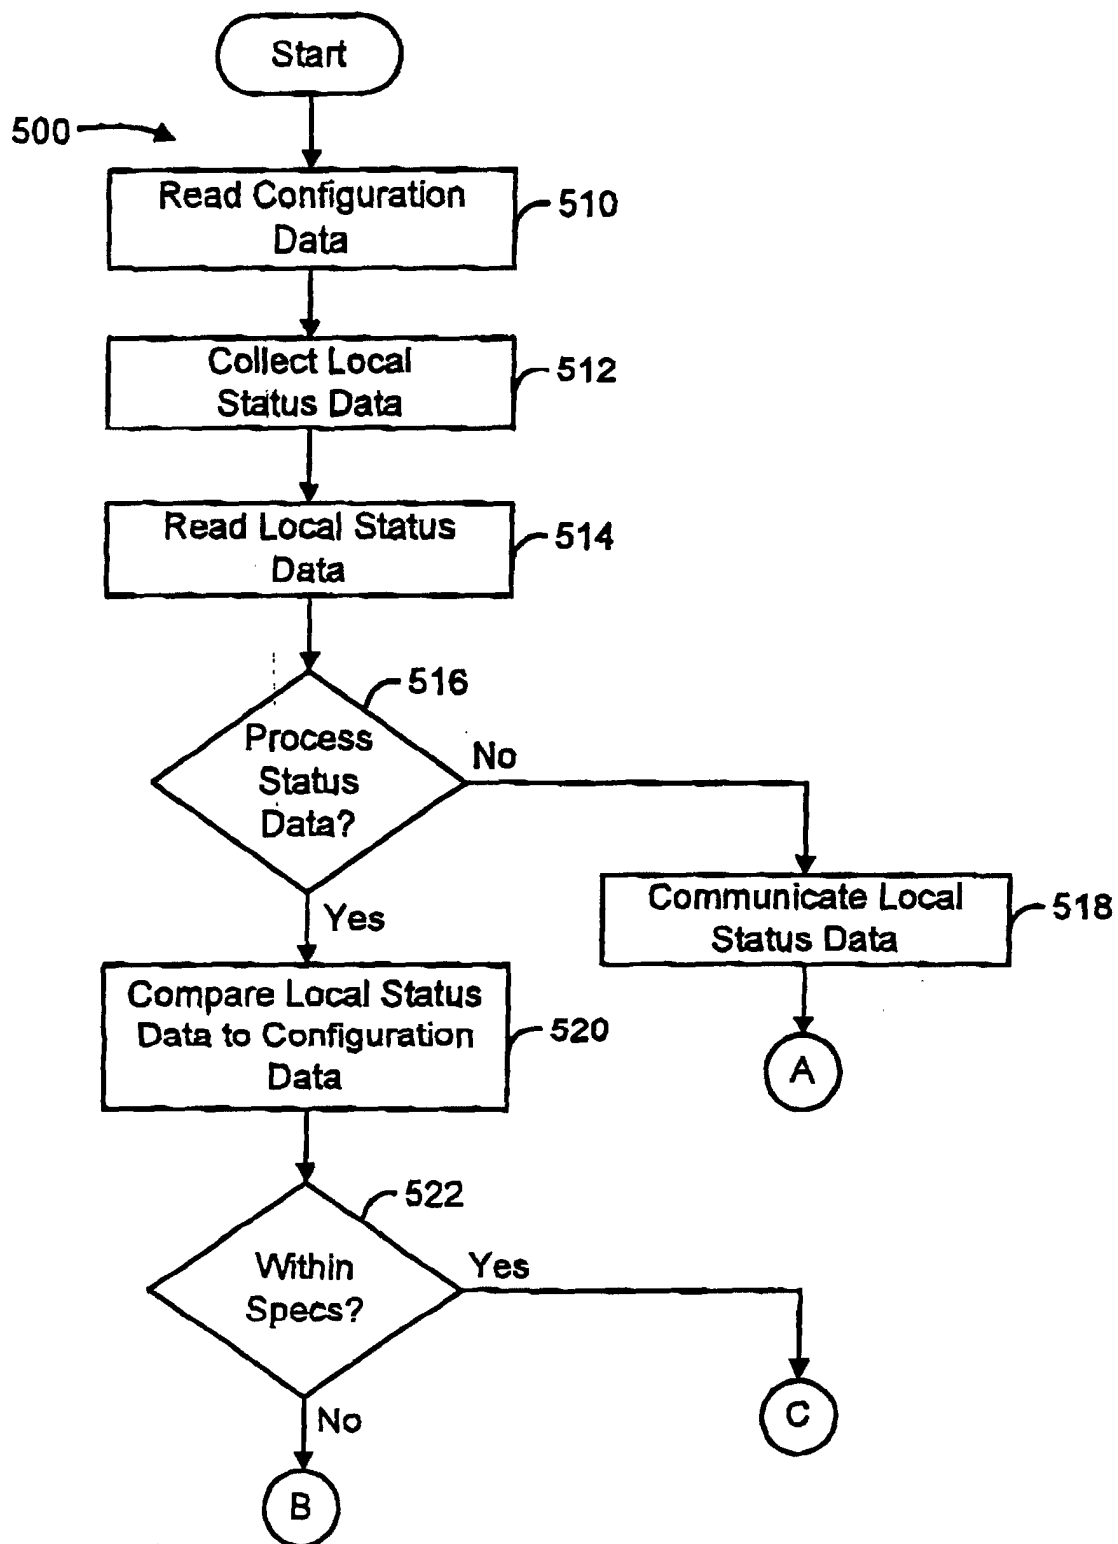 Start
500
Read Configuration
Data
510
Collect Local
Status Data
512
Read Local Status
Data
514
516
Process
Status
Data?
No
Yes
Communicate Local
Status Data
518
A
Compare Local Status
Data to Configuration
Data
520
522
Within
Specs?
Yes
C
No
B